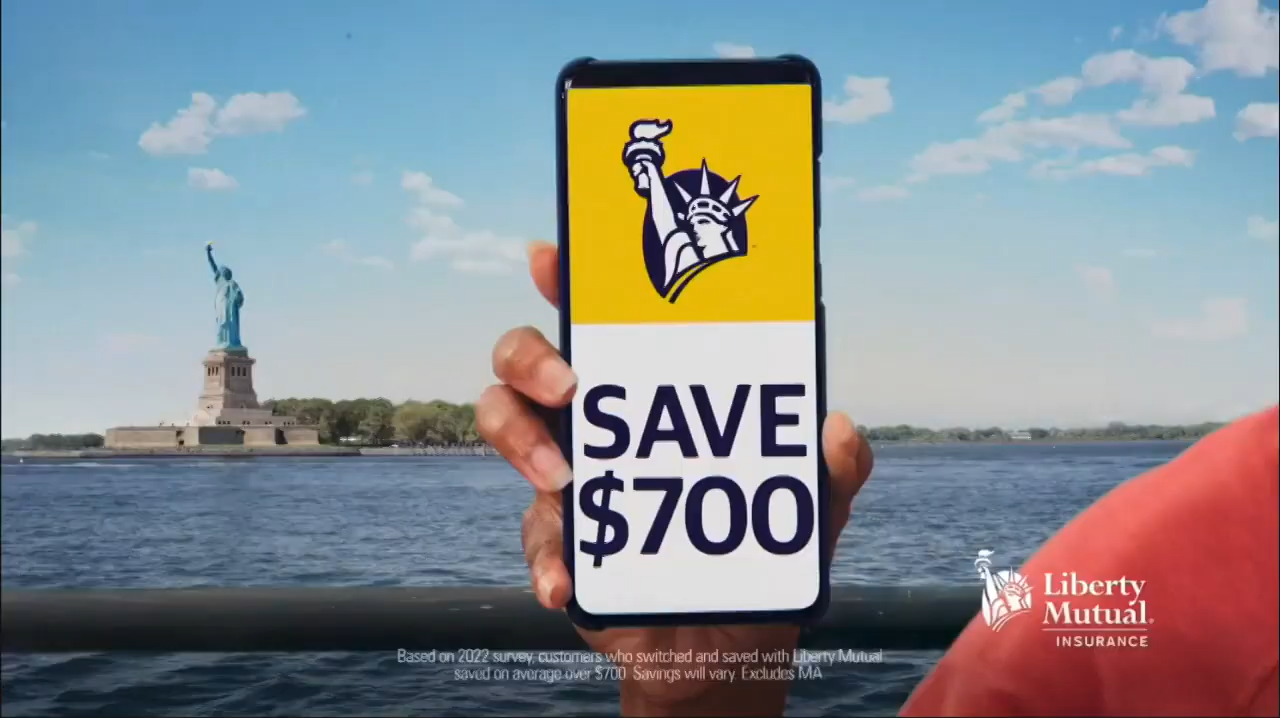 SAVE
$700
Liberty
Mutual®
INSURANCE
Based on 2022 survey, customers who switched and saved with Liberty Mutual
saved on average over $700. Savings will vary. Excludes MA